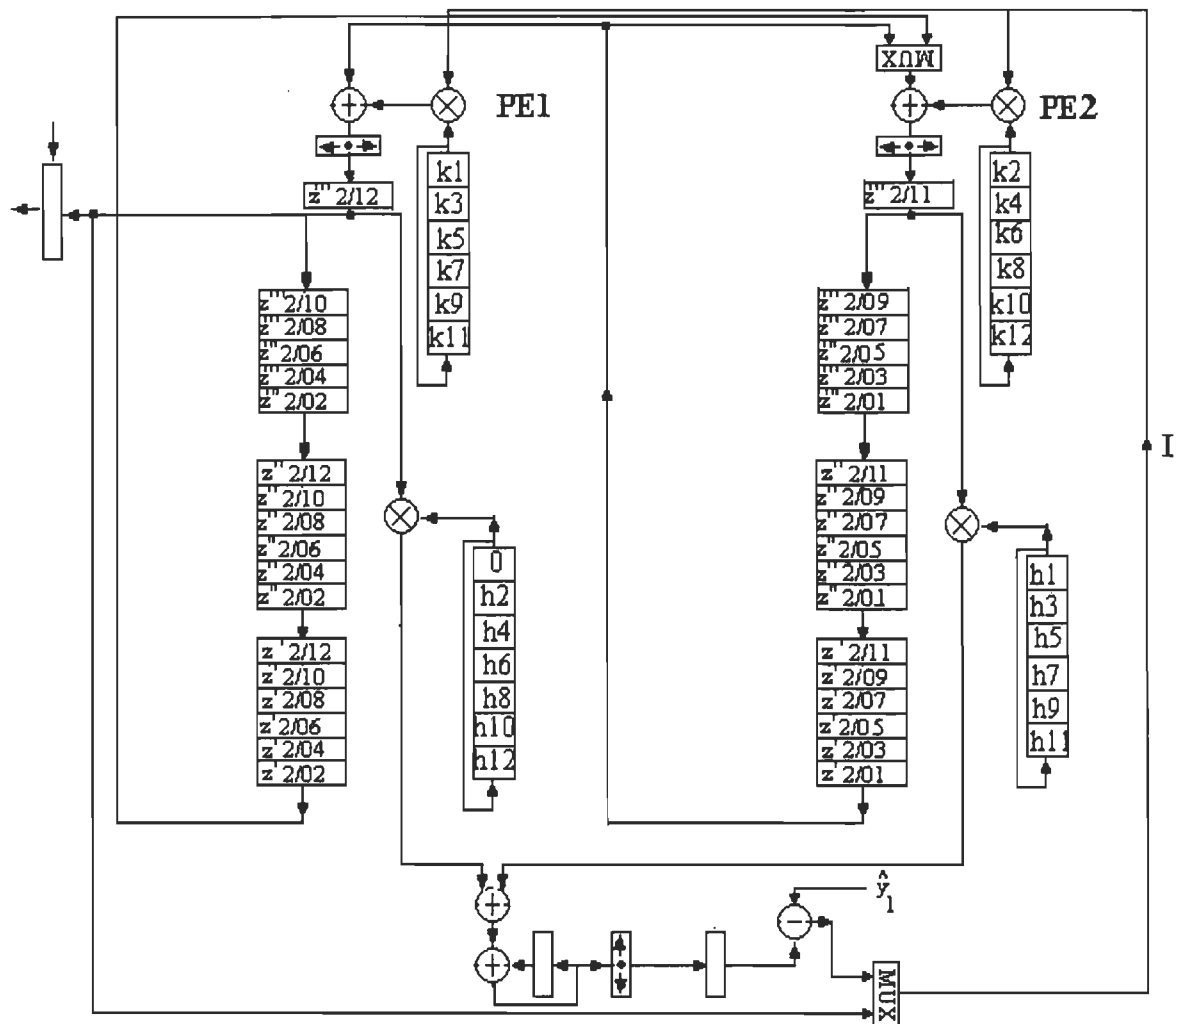 MUX
PE1
PE2
k1
k3
k5
k7
k9
k11
k2
k4
k6
k8
k10
k12
z''' 2/12
z''' 2/11
z''' 2/10
z''' 2/08
z''' 2/06
z''' 2/04
z''' 2/02
z''' 2/09
z''' 2/07
z''' 2/05
z''' 2/03
z''' 2/01
I
z'' 2/12
z'' 2/10
z'' 2/08
z'' 2/06
z'' 2/04
z'' 2/02
z'' 2/11
z'' 2/09
z'' 2/07
z'' 2/05
z'' 2/03
z'' 2/01
0
h2
h4
h6
h8
h10
h12
h1
h3
h5
h7
h9
h11
z' 2/12
z' 2/10
z' 2/08
z' 2/06
z' 2/04
z' 2/02
z' 2/11
z' 2/09
z' 2/07
z' 2/05
z' 2/03
z' 2/01
ŷ1
MUX